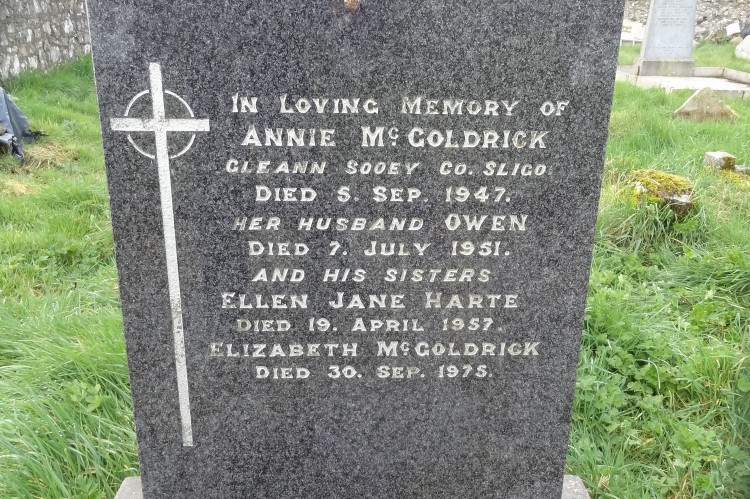 IN LOVING MEMORY OF
ANNIE McGOLDRICK
GLEANN SOOEY CO. SLIGO.
DIED 5. SEP. 1947.
HER HUSBAND OWEN
DIED 7. JULY 1951.
AND HIS SISTERS
ELLEN JANE HARTE
DIED 19. APRIL 1957.
ELIZABETH McGOLDRICK
DIED 30. SEP. 1975.